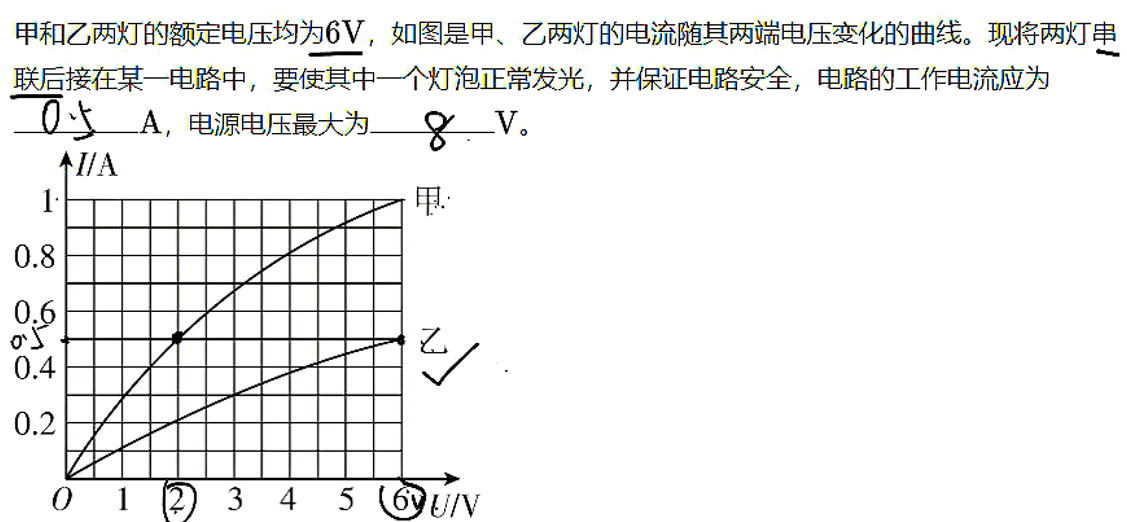 甲和乙两灯的额定电压均为6V，如图是甲、乙两灯的电流随其两端电压变化的曲线。现将两灯串
联后接在某一电路中，要使其中一个灯泡正常发光，并保证电路安全，电路的工作电流应为
0.5 A，电源电压最大为 8 V。
I/A
1
甲
0.8
0.6
0.5
乙
0.4
0.2
O 1 2 3 4 5 6V U/V